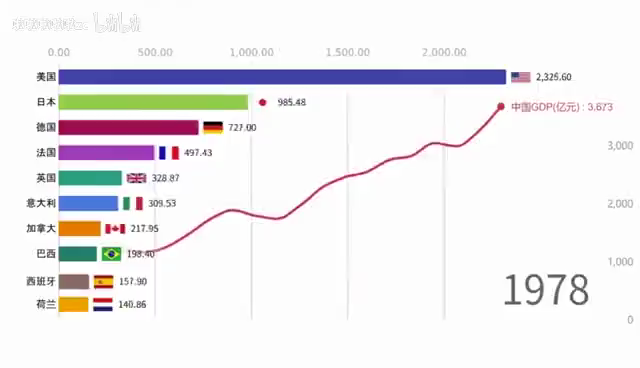 0.00 500.00 1,000.00 1,500.00 2,000.00
美国 2,325.60
日本 985.48
中国GDP(亿元) : 3,673
德国 727.00
法国 497.43
3,000
英国 328.87
意大利 309.53
2,000
加拿大 217.95
巴西 198.40
1,000
西班牙 157.90
1978
荷兰 140.86
0